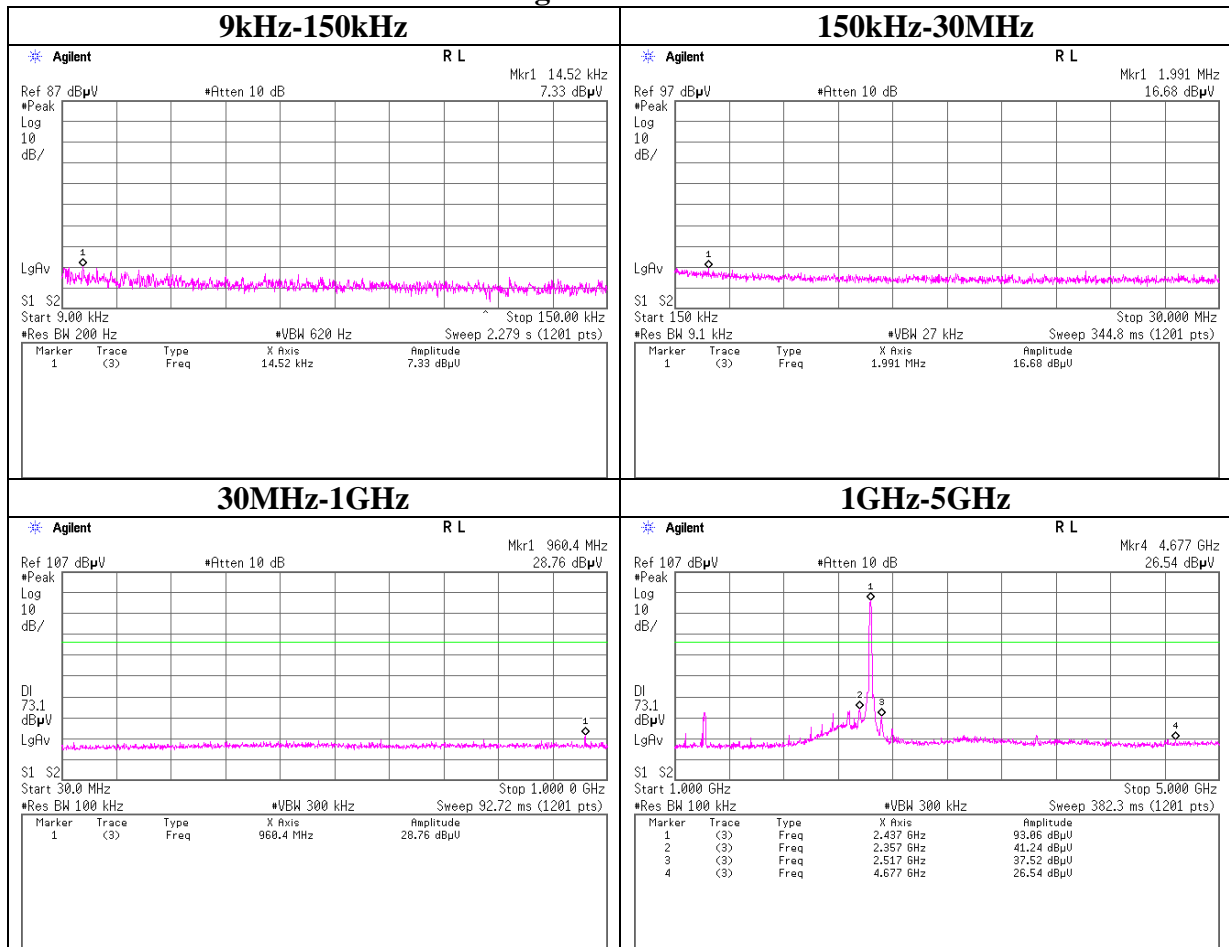 9kHz-150kHz
Agilent R L
Mkr1 14.52 kHz
Ref 87 dBµV #Atten 10 dB 7.33 dBµV
#Peak
Log
10
dB/
1
LgAv
S1 S2
Start 9.00 kHz ^ Stop 150.00 kHz
#Res BW 200 Hz #VBW 620 Hz Sweep 2.279 s (1201 pts)
Marker Trace Type X Axis Amplitude
1 (3) Freq 14.52 kHz 7.33 dBµV
150kHz-30MHz
Agilent R L
Mkr1 1.991 MHz
Ref 97 dBµV #Atten 10 dB 16.68 dBµV
#Peak
Log
10
dB/
1
LgAv
S1 S2
Start 150 kHz Stop 30.000 MHz
#Res BW 9.1 kHz #VBW 27 kHz Sweep 344.8 ms (1201 pts)
Marker Trace Type X Axis Amplitude
1 (3) Freq 1.991 MHz 16.68 dBµV
30MHz-1GHz
Agilent R L
Mkr1 960.4 MHz
Ref 107 dBµV #Atten 10 dB 28.76 dBµV
#Peak
Log
10
dB/
DI
73.1
dBµV
1
LgAv
S1 S2
Start 30.0 MHz Stop 1.000 0 GHz
#Res BW 100 kHz #VBW 300 kHz Sweep 92.72 ms (1201 pts)
Marker Trace Type X Axis Amplitude
1 (3) Freq 960.4 MHz 28.76 dBµV
1GHz-5GHz
Agilent R L
Mkr4 4.677 GHz
Ref 107 dBµV #Atten 10 dB 26.54 dBµV
#Peak
1
Log
10
dB/
DI
2
73.1
3
dBµV
4
LgAv
S1 S2
Start 1.000 GHz Stop 5.000 GHz
#Res BW 100 kHz #VBW 300 kHz Sweep 382.3 ms (1201 pts)
Marker Trace Type X Axis Amplitude
1 (3) Freq 2.437 GHz 93.06 dBµV
2 (3) Freq 2.357 GHz 41.24 dBµV
3 (3) Freq 2.517 GHz 37.52 dBµV
4 (3) Freq 4.677 GHz 26.54 dBµV